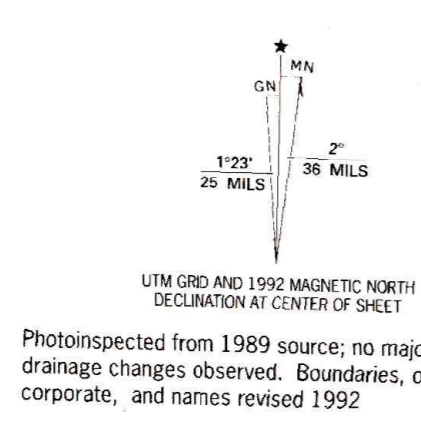 ★
MN
GN
1°23'
25 MILS
2°
36 MILS
UTM GRID AND 1992 MAGNETIC NORTH
DECLINATION AT CENTER OF SHEET
Photoinspected from 1989 source; no majo
drainage changes observed. Boundaries, o
corporate, and names revised 1992